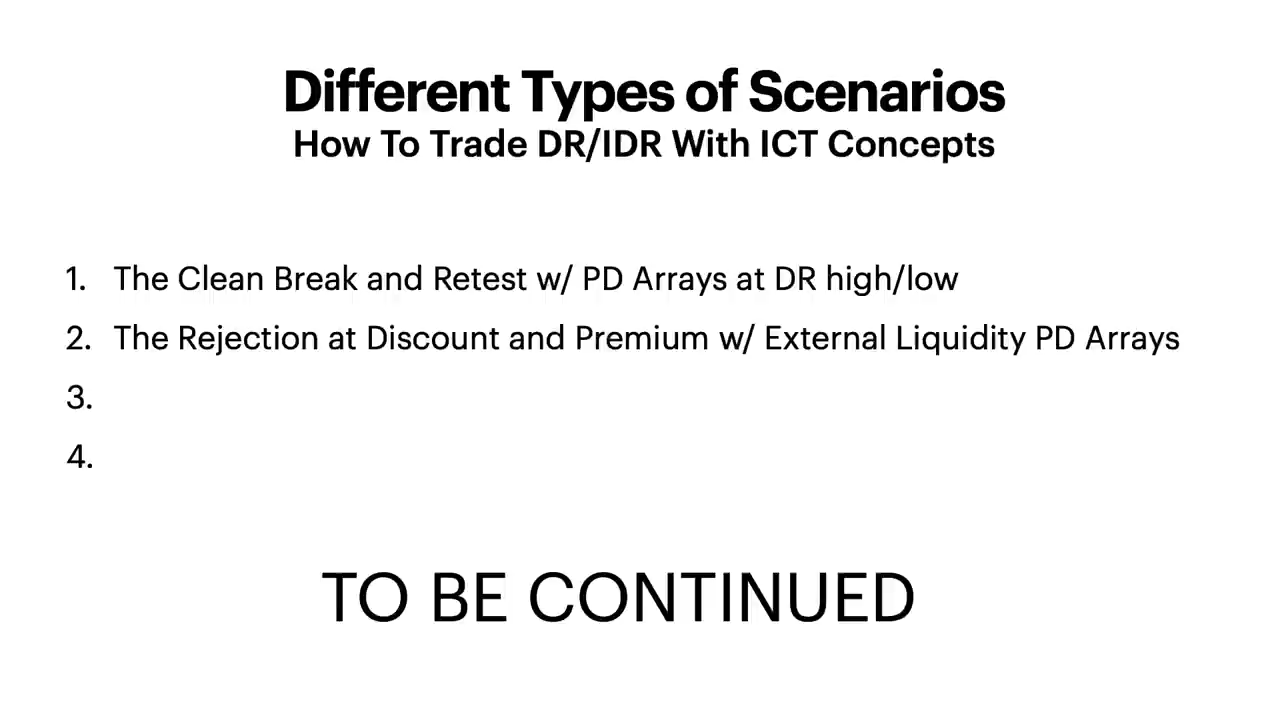 Different Types of Scenarios
How To Trade DR/IDR With ICT Concepts
1. The Clean Break and Retest w/ PD Arrays at DR high/low
2. The Rejection at Discount and Premium w/ External Liquidity PD Arrays
3.
4.
TO BE CONTINUED